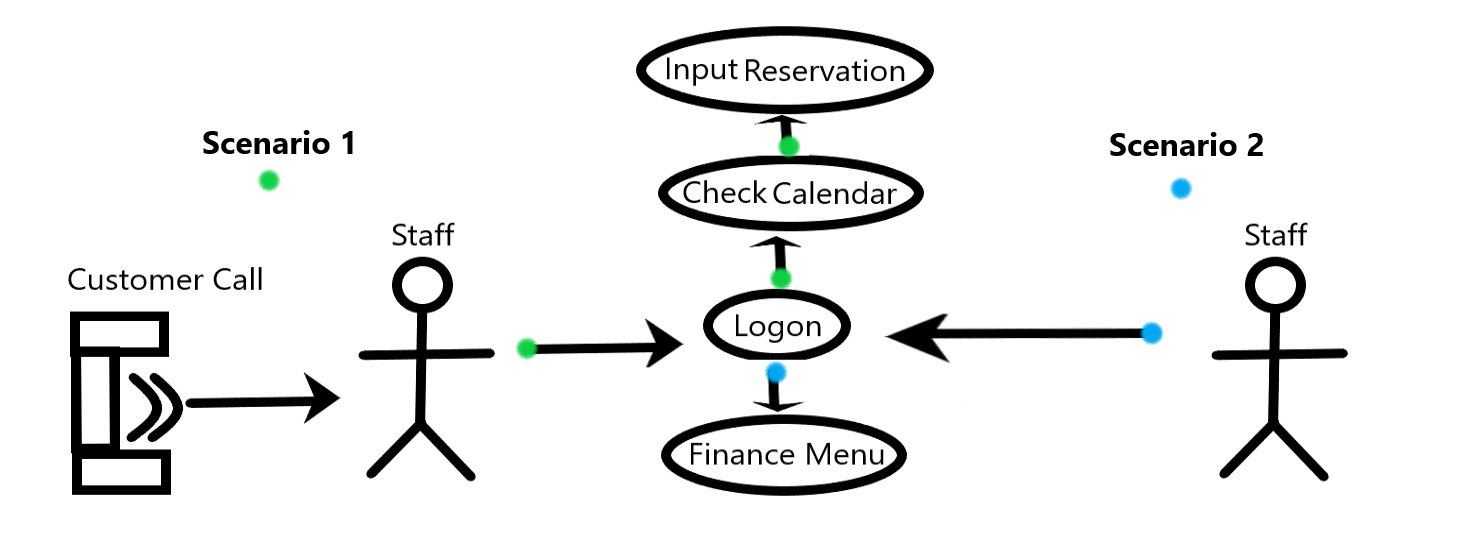 Input Reservation
Scenario 1
Scenario 2
Check Calendar
Staff
Staff
Customer Call
Logon
Finance Menu